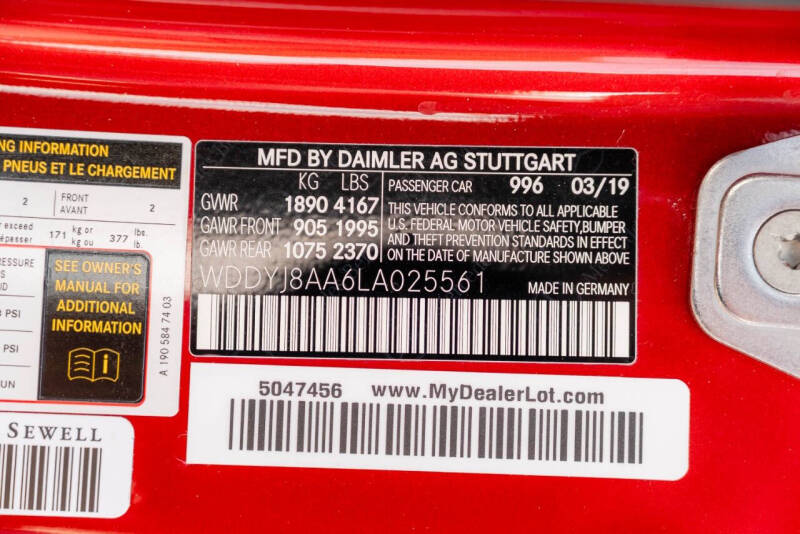 NG INFORMATION
PNEUS ET LE CHARGEMENT
2 FRONT AVANT 2
exceed 171 kg or 377 lbs.
épasser kg ou lb.
RESSURE
SEE OWNER'S
MANUAL FOR
ADDITIONAL
INFORMATION
PSI
PSI
UN
A 190 584 74 03
SEWELL
MFD BY DAIMLER AG STUTTGART
KG LBS
GVWR 1890 4167
GAWR FRONT 905 1995
GAWR REAR 1075 2370
PASSENGER CAR 996 03/19
THIS VEHICLE CONFORMS TO ALL APPLICABLE
U.S. FEDERAL MOTOR VEHICLE SAFETY,BUMPER
AND THEFT PREVENTION STANDARDS IN EFFECT
ON THE DATE OF MANUFACTURE SHOWN ABOVE
WDDYJ8AA6LA025561
MADE IN GERMANY
5047456 www.MyDealerLot.com